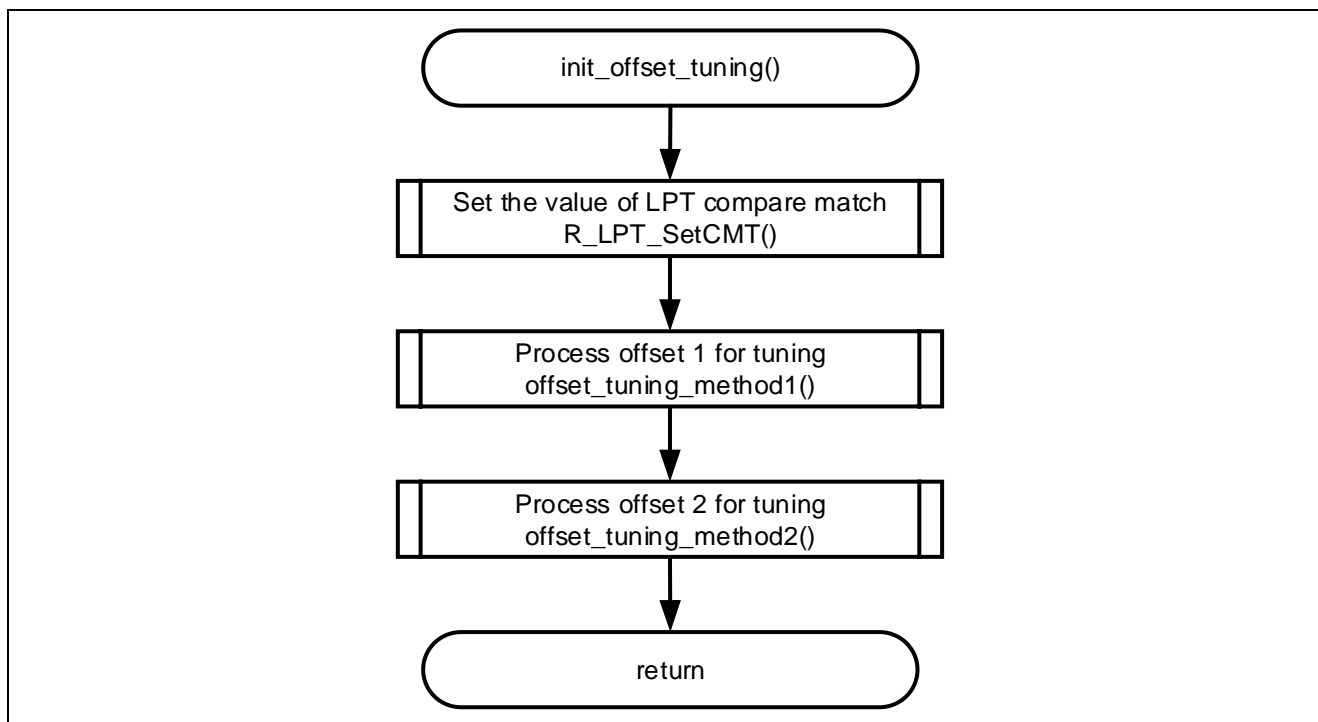 init_offset_tuning()
Set the value of LPT compare match
R_LPT_SetCMT()
Process offset 1 for tuning
offset_tuning_method1()
Process offset 2 for tuning
offset_tuning_method2()
return